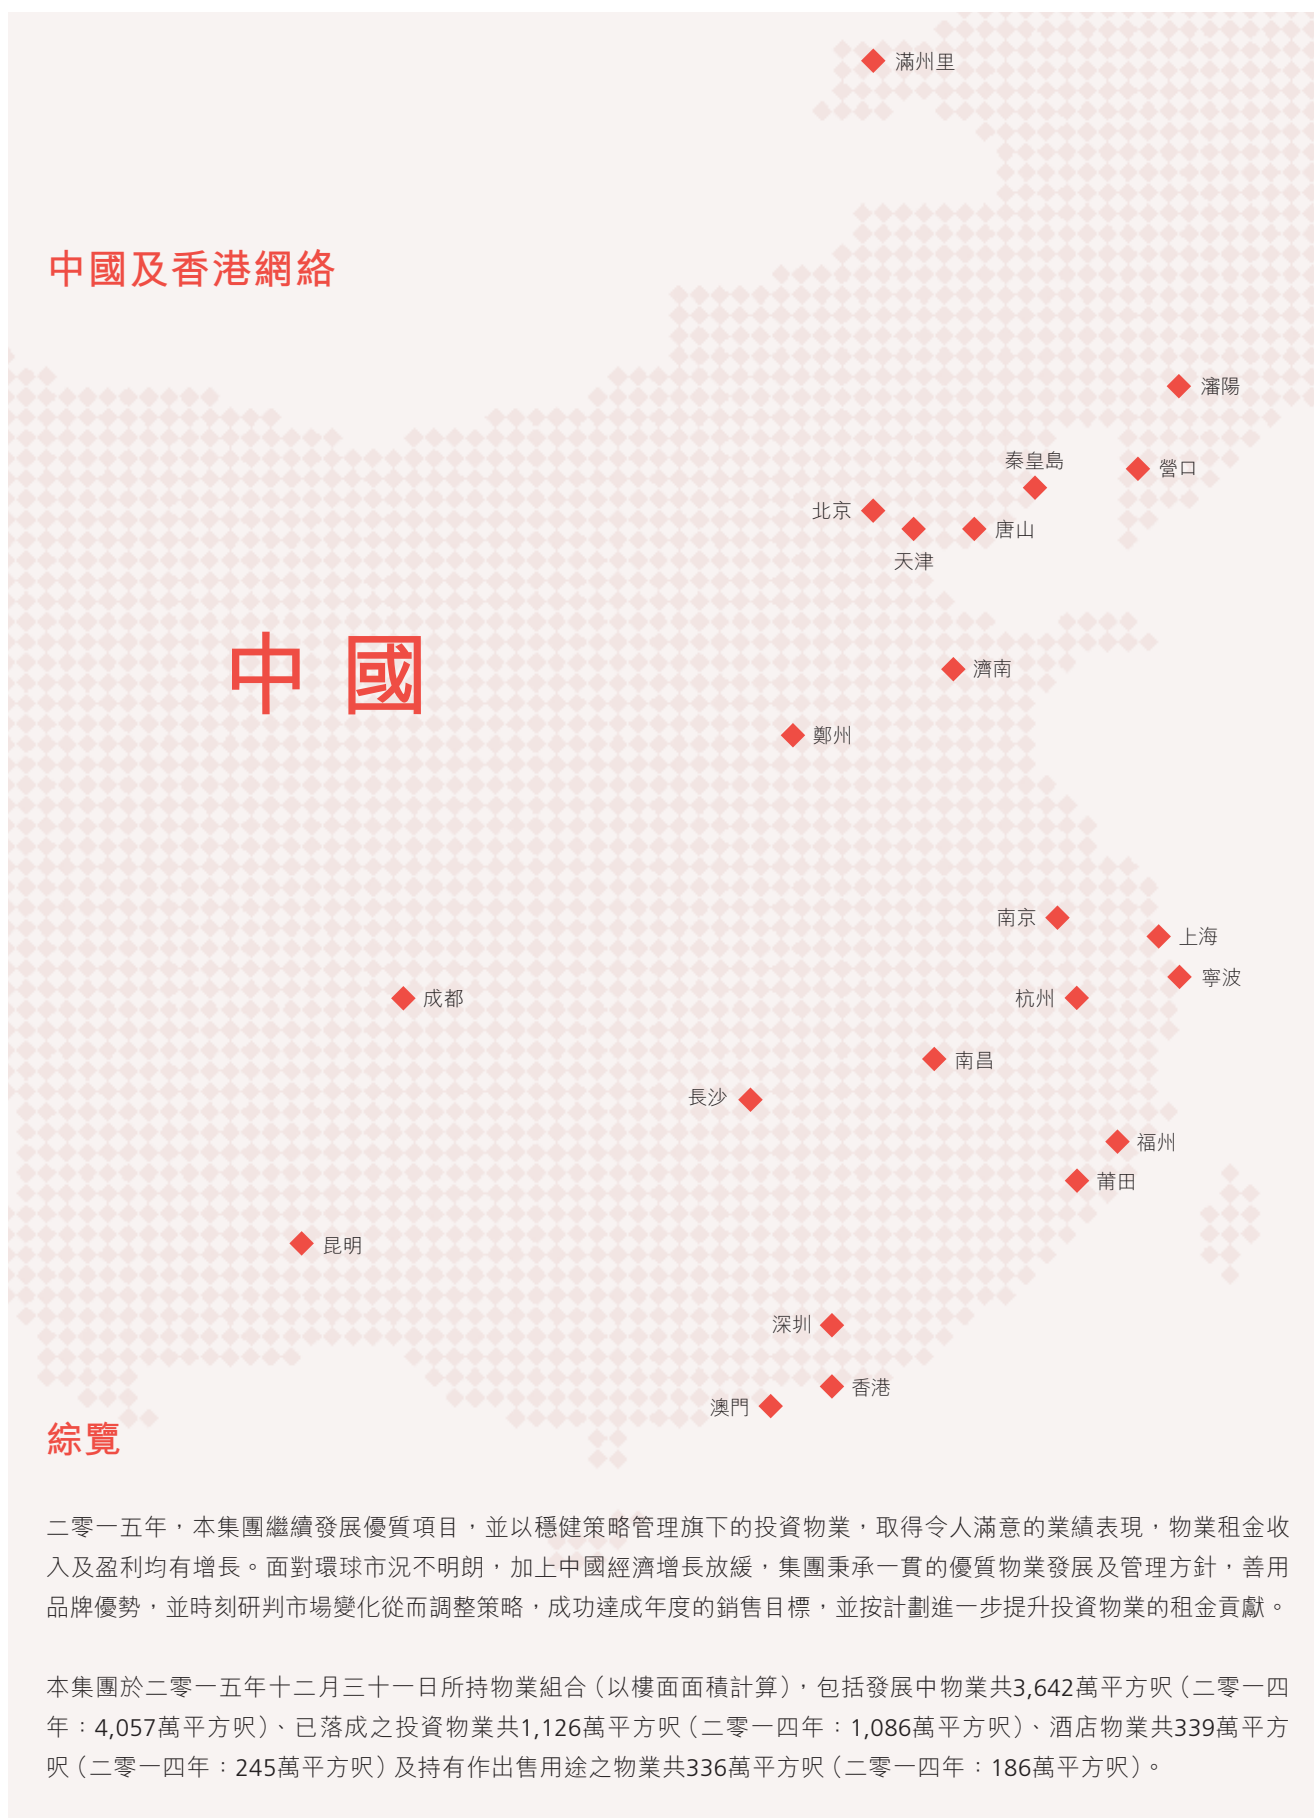 滿州里
中國及香港網絡
瀋陽
秦皇島
營口
北京
唐山
天津
中國
濟南
鄭州
南京
上海
寧波
成都
杭州
南昌
長沙
福州
莆田
昆明
深圳
香港
澳門
綜覽
二零一五年，本集團繼續發展優質項目，並以穩健策略管理旗下的投資物業，取得令人滿意的業績表現，物業租金收
入及盈利均有增長。面對環球市況不明朗，加上中國經濟增長放緩，集團秉承一貫的優質物業發展及管理方針，善用
品牌優勢，並時刻研判市場變化從而調整策略，成功達成年度的銷售目標，並按計劃進一步提升投資物業的租金貢獻。
本集團於二零一五年十二月三十一日所持物業組合（以樓面面積計算），包括發展中物業共3,642萬平方呎（二零一四
年：4,057萬平方呎）、已落成之投資物業共1,126萬平方呎（二零一四年：1,086萬平方呎）、酒店物業共339萬平方
呎（二零一四年：245萬平方呎）及持有作出售用途之物業共336萬平方呎（二零一四年：186萬平方呎）。